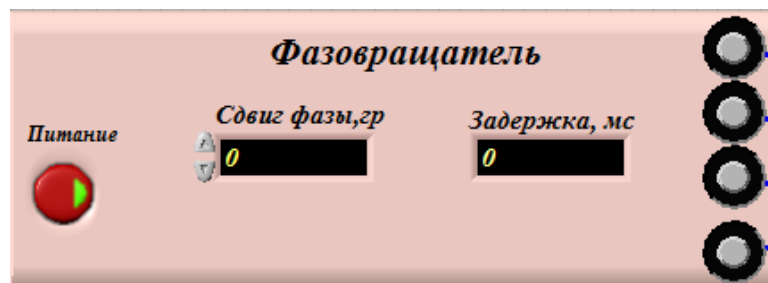 Фазовращатель
Питание
Сдвиг фазы,гр
0
Задержка, мс
0